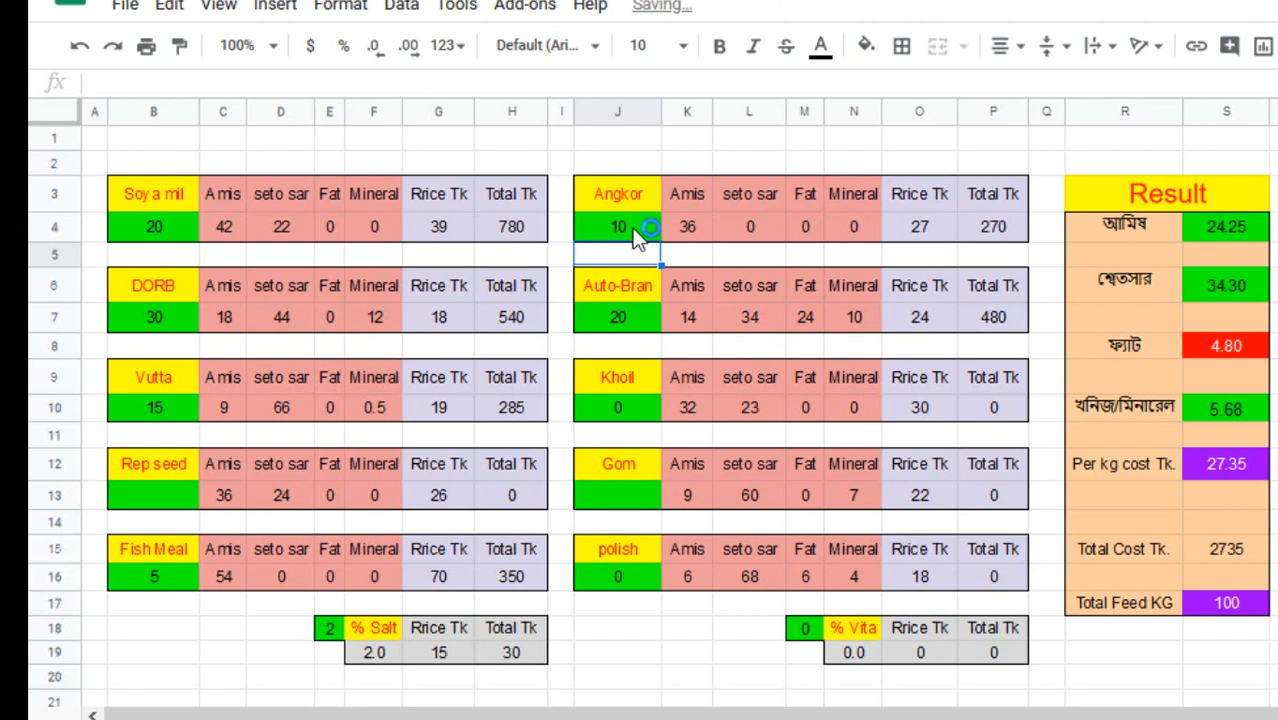 File Edit View Insert Format Data Tools Add-ons Help Saving...
100% $ % .0 .00 123 Default (Ari... 10 B I S A
fx
A B C D E F G H I J K L M N O P Q R S
1
2
3 Soya mil Amis seto sar Fat Mineral Rrice Tk Total Tk Angkor Amis seto sar Fat Mineral Rrice Tk Total Tk Result
4 20 42 22 0 0 39 780 10 36 0 0 0 27 270 আমিষ 24.25
5
6 DORB Amis seto sar Fat Mineral Rrice Tk Total Tk Auto-Bran Amis seto sar Fat Mineral Rrice Tk Total Tk শ্বেতসার 34.30
7 30 18 44 0 12 18 540 20 14 34 24 10 24 480
8 ফ্যাট 4.80
9 Vutta Amis seto sar Fat Mineral Rrice Tk Total Tk Khoil Amis seto sar Fat Mineral Rrice Tk Total Tk
10 15 9 66 0 0.5 19 285 0 32 23 0 0 30 0 খনিজ/মিনারেল 5.68
11
12 Rep seed Amis seto sar Fat Mineral Rrice Tk Total Tk Gom Amis seto sar Fat Mineral Rrice Tk Total Tk Per kg cost Tk. 27.35
13 36 24 0 0 26 0 9 60 0 7 22 0
14
15 Fish Meal Amis seto sar Fat Mineral Rrice Tk Total Tk polish Amis seto sar Fat Mineral Rrice Tk Total Tk Total Cost Tk. 2735
16 5 54 0 0 0 70 350 0 6 68 6 4 18 0
17 Total Feed KG 100
18 2 % Salt Rrice Tk Total Tk 0 % Vita Rrice Tk Total Tk
19 2.0 15 30 0.0 0 0
20
21